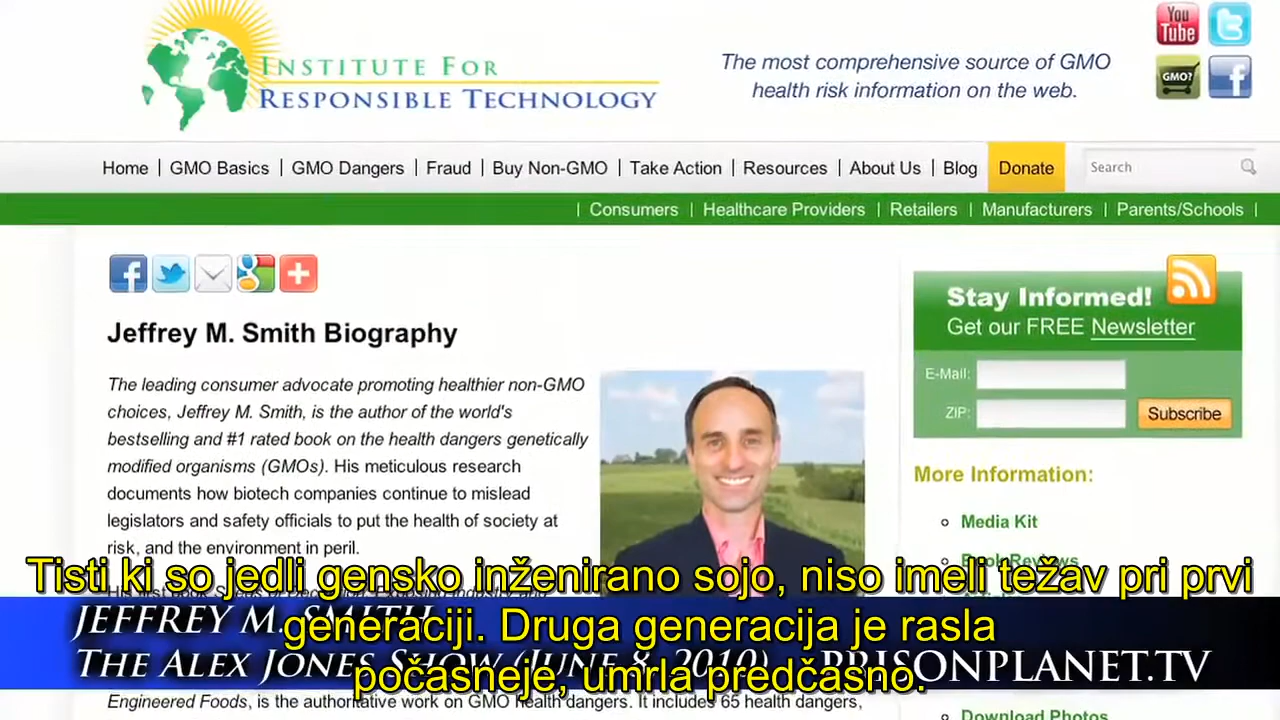 INSTITUTE FOR
RESPONSIBLE TECHNOLOGY
The most comprehensive source of GMO
health risk information on the web.
You
Tube
GMO?
Home | GMO Basics | GMO Dangers | Fraud | Buy Non-GMO | Take Action | Resources | About Us | Blog
Donate
Search
| Consumers | Healthcare Providers | Retailers | Manufacturers | Parents/Schools |
Jeffrey M. Smith Biography
The leading consumer advocate promoting healthier non-GMO
choices, Jeffrey M. Smith, is the author of the world's
bestselling and #1 rated book on the health dangers genetically
modified organisms (GMOs). His meticulous research
documents how biotech companies continue to mislead
legislators and safety officials to put the health of society at
risk, and the environment in peril.
Stay Informed!
Get our FREE Newsletter
E-Mail:
ZIP:
Subscribe
More Information:
Media Kit
Book Reviews
Tisti ki so jedli gensko inženirano sojo, niso imeli težav pri prvi
generaciji. Druga generacija je rasla
počasneje, umrla predčasno.
JEFFREY M. SMITH
THE ALEX JONES SHOW (JUNE 8, 2010)
PRISONPLANET.TV
Engineered Foods, is the authoritative work on GMO health dangers. It includes 65 health dangers,
Download Photos